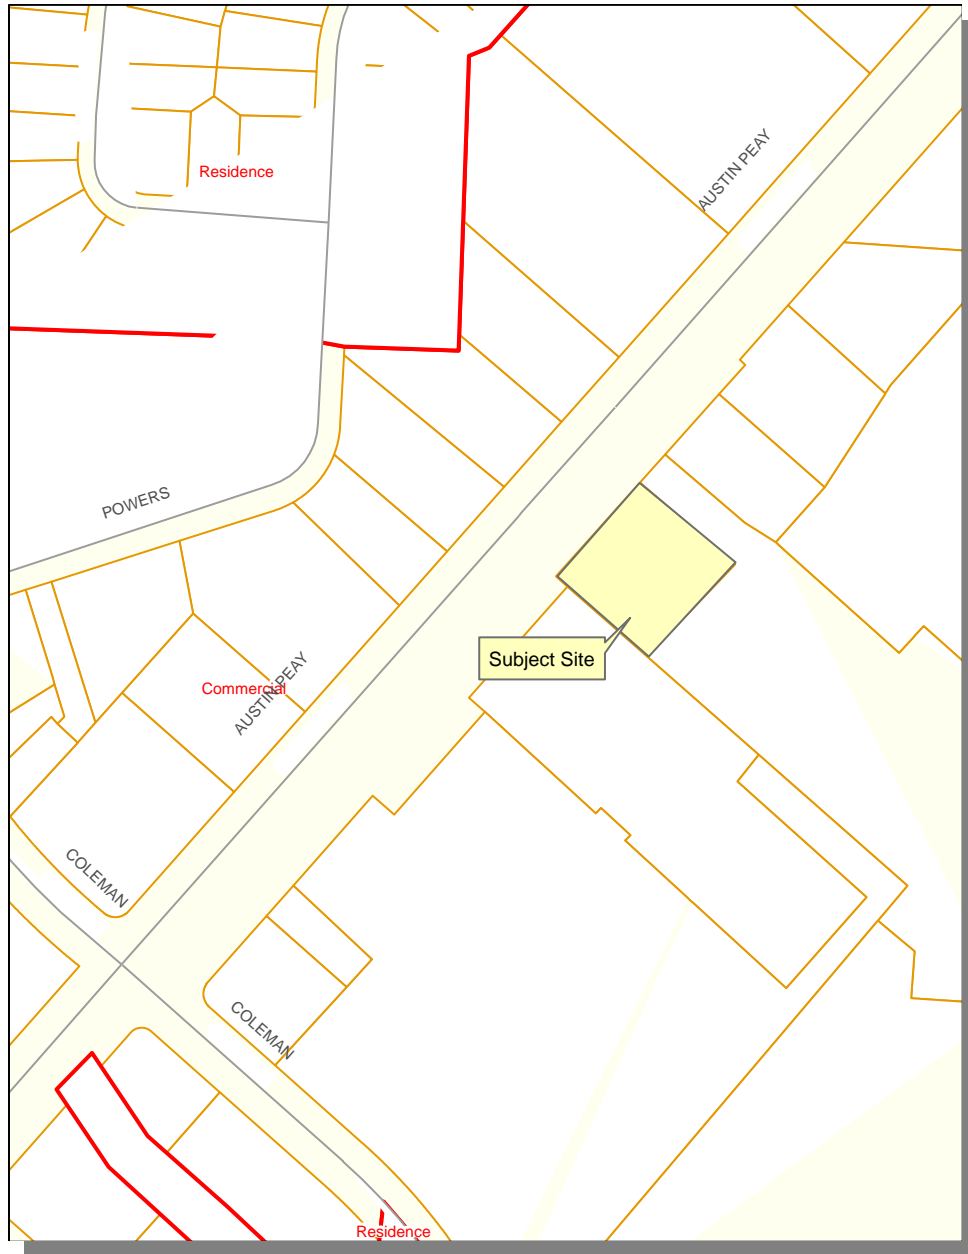 AUSTIN PEAY
Residence
POWERS
Subject Site
Commercial
AUSTIN PEAY
COLEMAN
COLEMAN
Residence